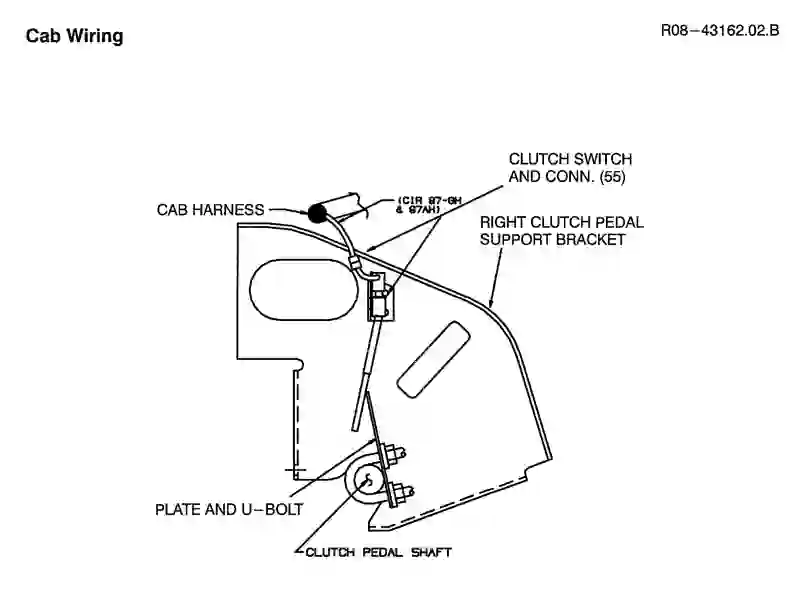 Cab Wiring
R08-43162.02.B
CLUTCH SWITCH
AND CONN. (55)
(CIR 97-GH
& 97AH)
CAB HARNESS
RIGHT CLUTCH PEDAL
SUPPORT BRACKET
PLATE AND U-BOLT
CLUTCH PEDAL SHAFT